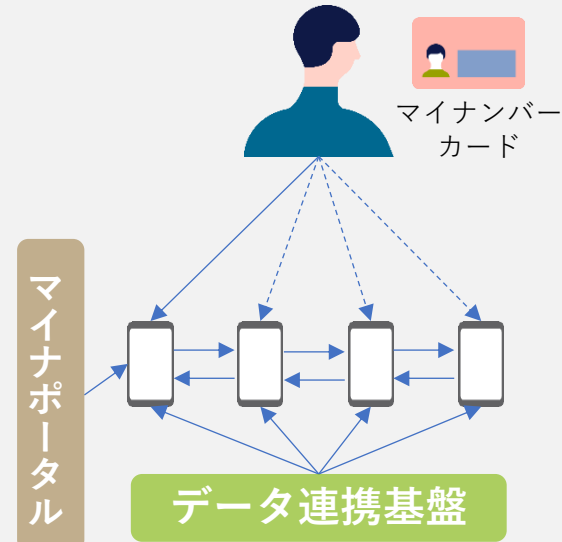 マイナンバー
カード
マイナポータル
データ連携基盤